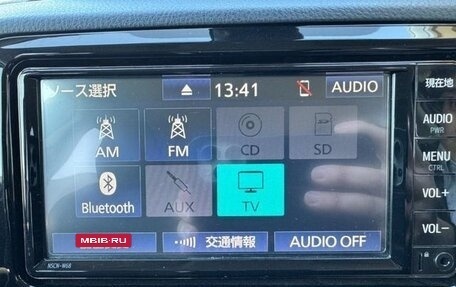 ース選択
13:41
AUDIO
現在地
AM
FM
CD
SD
AUDIO
PWR
MENU
CTRL
Bluetooth
AUX
TV
VOL+
VOL-
MBIB.RU
交通情報
AUDIO OFF
NSCN-W68